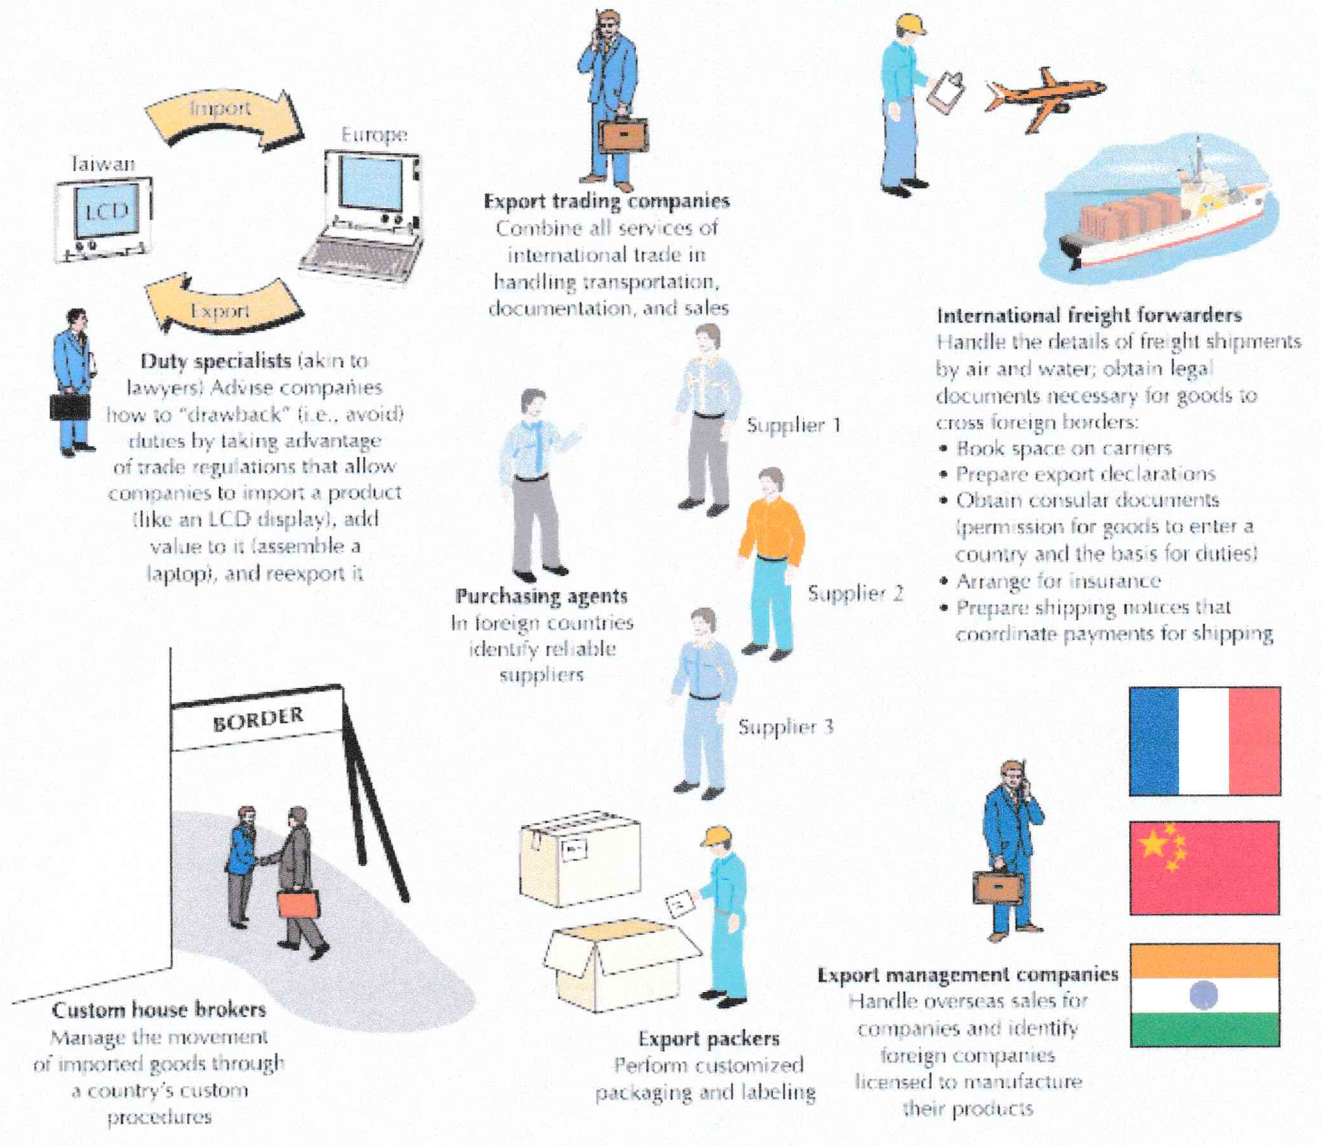 Import
Europe
Taiwan
LCD
Export
Duty specialists (akin to
lawyers) Advise companies
how to "drawback" (i.e., avoid)
duties by taking advantage
of trade regulations that allow
companies to import a product
(like an LCD display), add
value to it (assemble a
laptop), and reexport it
Export trading companies
Combine all services of
international trade in
handling transportation,
documentation, and sales
International freight forwarders
Handle the details of freight shipments
by air and water; obtain legal
documents necessary for goods to
cross foreign borders:
• Book space on carriers
• Prepare export declarations
• Obtain consular documents
(permission for goods to enter a
country and the basis for duties)
• Arrange for insurance
• Prepare shipping notices that
coordinate payments for shipping
Supplier 1
Supplier 2
Supplier 3
Purchasing agents
In foreign countries
identify reliable
suppliers
BORDER
Custom house brokers
Manage the movement
of imported goods through
a country's custom
procedures
Export packers
Perform customized
packaging and labeling
Export management companies
Handle overseas sales for
companies and identify
foreign companies
licensed to manufacture
their products